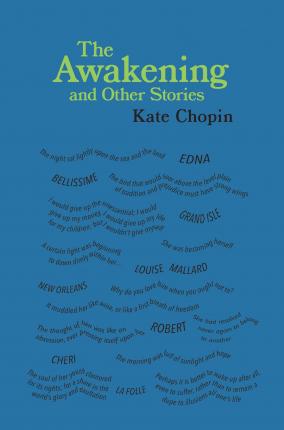 The
Awakening
and Other Stories
Kate Chopin
The night sat lightly upon the sea and the land
EDNA
BELLISSIME
The bird that would soar above the level plain
of tradition and prejudice must have strong wings
I would give up the unessential; I would
give up my money, I would give up my life
for my children; but I wouldn't give myself
GRAND ISLE
A certain light was beginning
to dawn dimly within her...
She was becoming herself
LOUISE MALLARD
NEW ORLEANS
Why do you love him when you ought not to?
It muddled her like wine, or like a first breath of freedom
The thought of him was like an
obsession, ever pressing itself upon her
ROBERT
She had resolved
never again to belong
to another
CHERI
The morning was full of sunlight and hope
The soul of her youth clamored
for its rights; for a share in the
world's glory and exultation
LA FOLLE
Perhaps it is better to wake up after all,
even to suffer, rather than to remain a
dupe to illusions all one's life